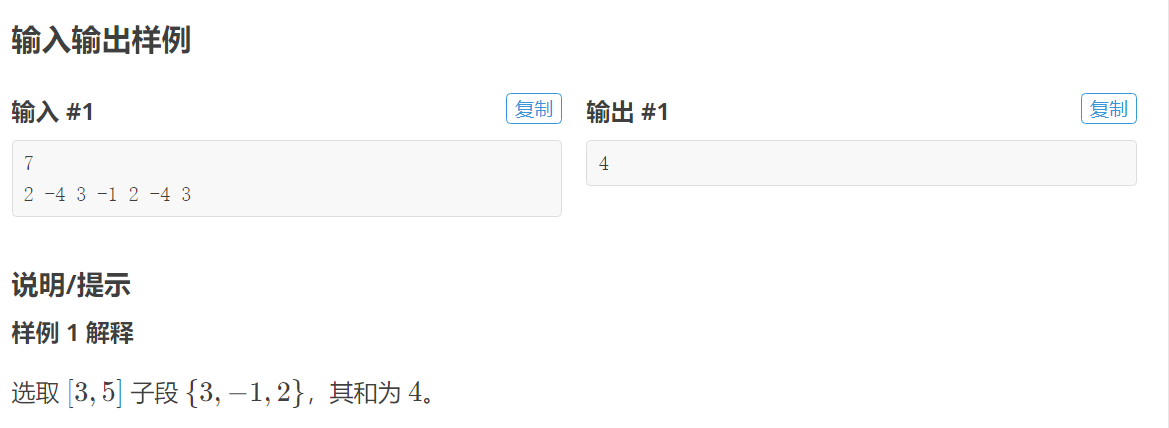 输入输出样例
输入 #1
复制
7
2 -4 3 -1 2 -4 3
输出 #1
复制
4
说明/提示
样例 1 解释
选取 [3, 5] 子段 {3, −1, 2}，其和为 4。